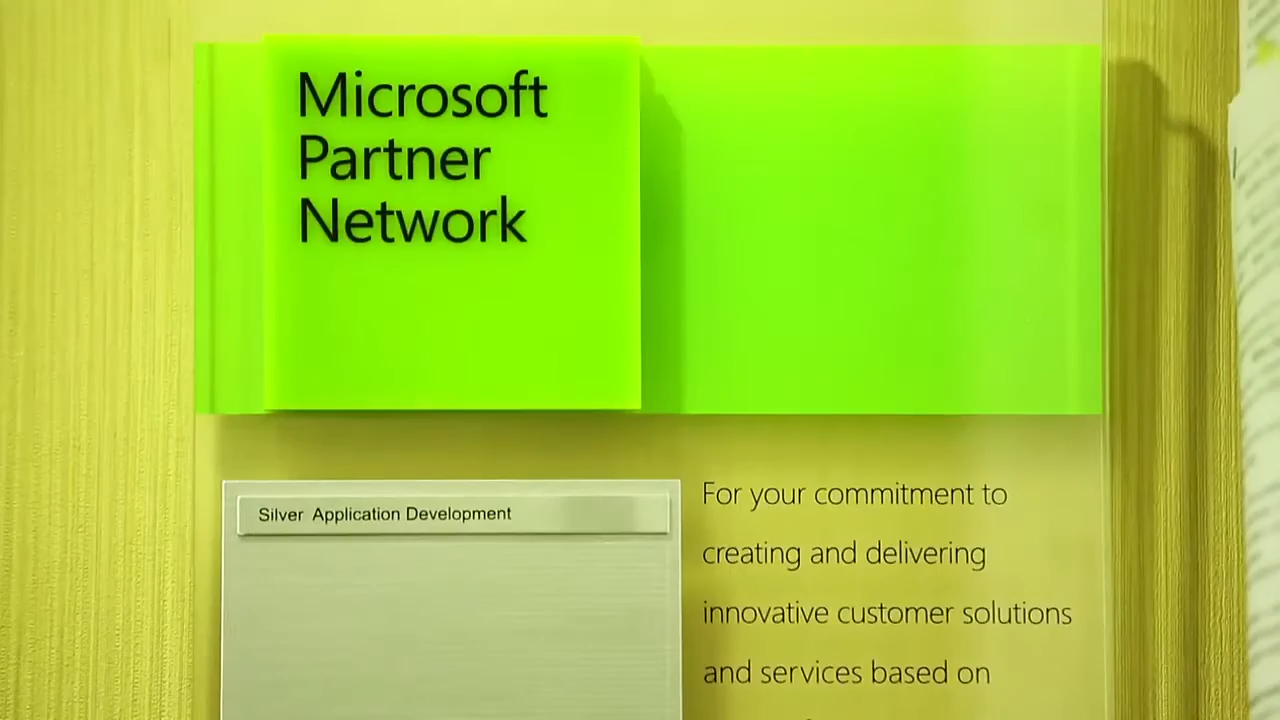 Microsoft
Partner
Network
Silver Application Development
For your commitment to
creating and delivering
innovative customer solutions
and services based on